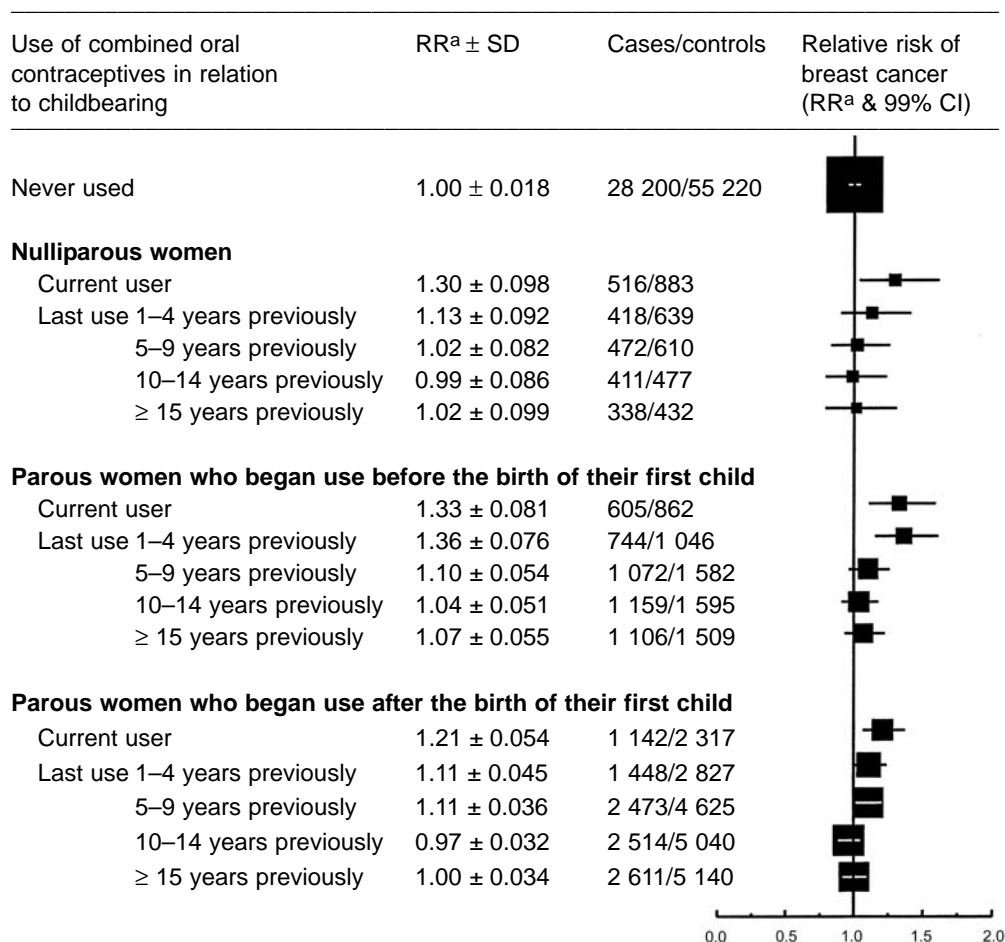 Use of combined oral contraceptives in relation to childbearing RRᵃ ± SD Cases/controls Relative risk of breast cancer (RRᵃ & 99% CI)
Never used 1.00 ± 0.018 28 200/55 220
Nulliparous women
Current user 1.30 ± 0.098 516/883
Last use 1–4 years previously 1.13 ± 0.092 418/639
5–9 years previously 1.02 ± 0.082 472/610
10–14 years previously 0.99 ± 0.086 411/477
≥ 15 years previously 1.02 ± 0.099 338/432
Parous women who began use before the birth of their first child
Current user 1.33 ± 0.081 605/862
Last use 1–4 years previously 1.36 ± 0.076 744/1 046
5–9 years previously 1.10 ± 0.054 1 072/1 582
10–14 years previously 1.04 ± 0.051 1 159/1 595
≥ 15 years previously 1.07 ± 0.055 1 106/1 509
Parous women who began use after the birth of their first child
Current user 1.21 ± 0.054 1 142/2 317
Last use 1–4 years previously 1.11 ± 0.045 1 448/2 827
5–9 years previously 1.11 ± 0.036 2 473/4 625
10–14 years previously 0.97 ± 0.032 2 514/5 040
≥ 15 years previously 1.00 ± 0.034 2 611/5 140
0.0 0.5 1.0 1.5 2.0